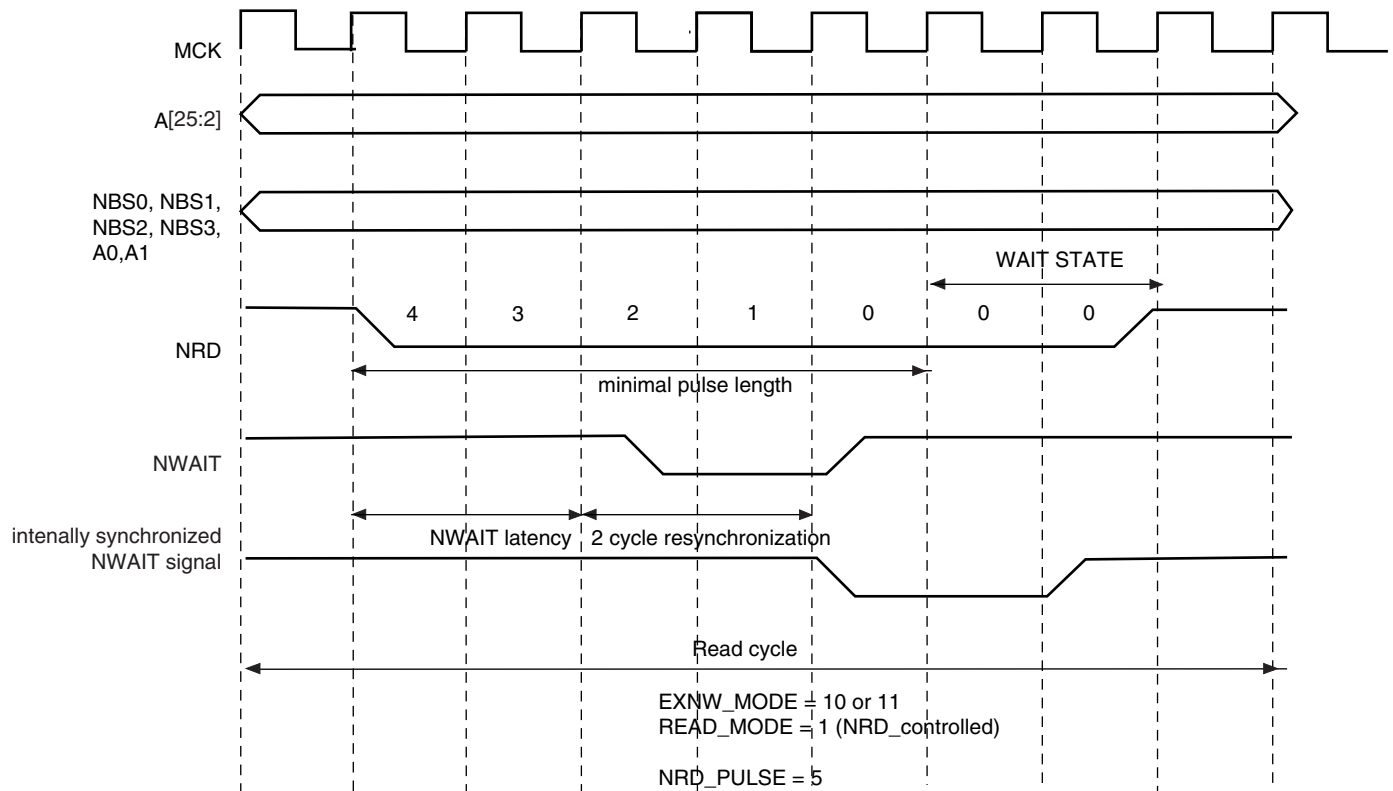 MCK
A[25:2]
NBS0, NBS1,
NBS2, NBS3,
A0,A1
WAIT STATE
4 3 2 1 0 0 0
NRD
minimal pulse length
NWAIT
intenally synchronized
NWAIT signal
NWAIT latency 2 cycle resynchronization
Read cycle
EXNW_MODE = 10 or 11
READ_MODE = 1 (NRD_controlled)
NRD_PULSE = 5